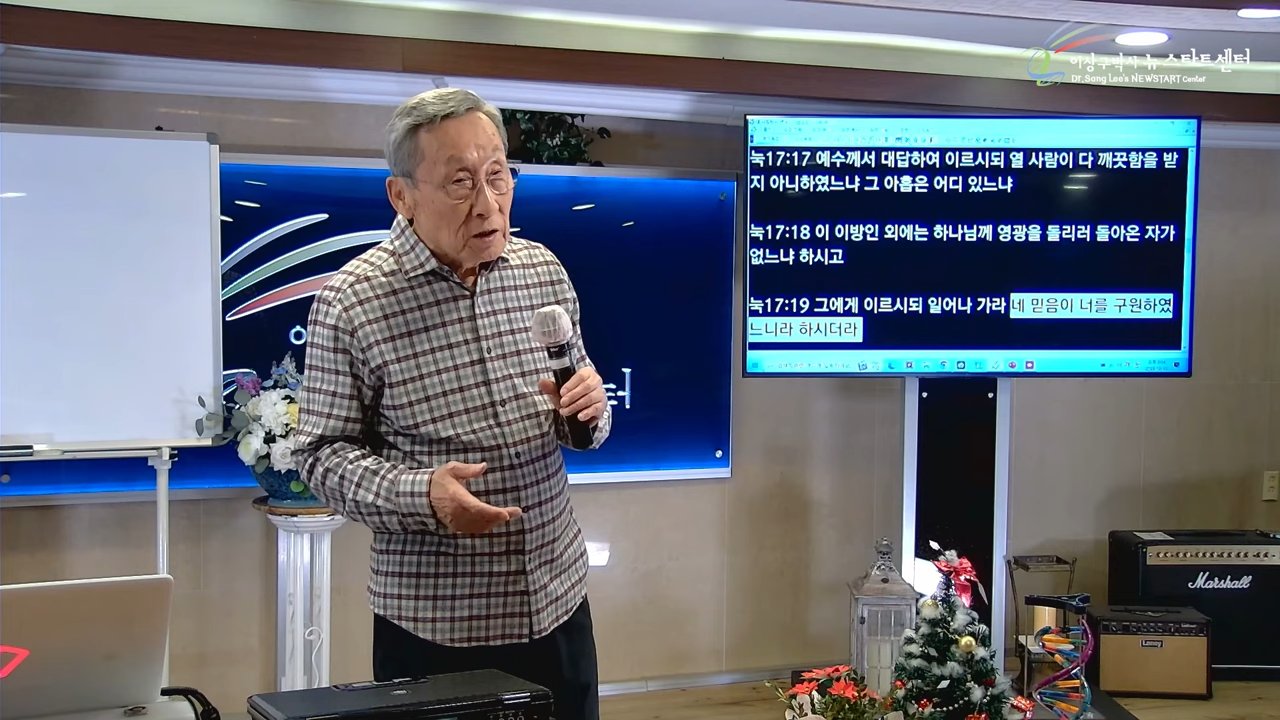 이상구박사 뉴스타트센터
Dr. Sang Lee's NEWSTART Center
눅17:17 예수께서 대답하여 이르시되 열 사람이 다 깨끗함을 받
지 아니하였느냐 그 아홉은 어디 있느냐
눅17:18 이 이방인 외에는 하나님께 영광을 돌리러 돌아온 자가
없느냐 하시고
눅17:19 그에게 이르시되 일어나 가라 네 믿음이 너를 구원하였
느니라 하시더라
터
Marshall
Laney